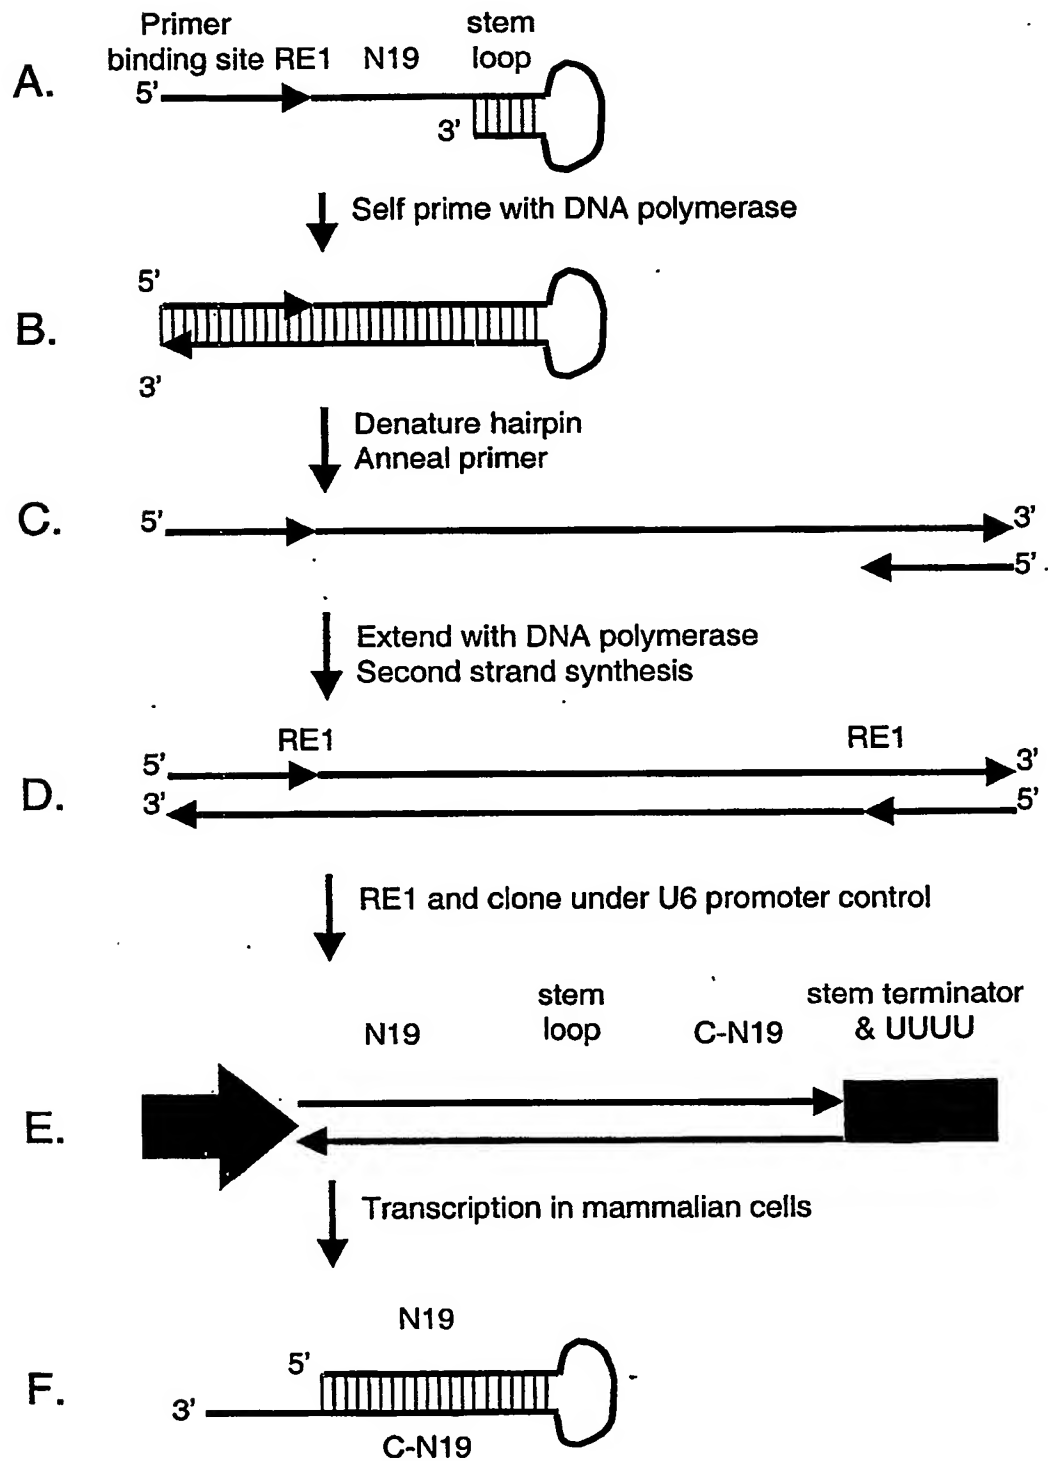 Primer stem
binding site RE1 N19 loop
A. 5'
3'
Self prime with DNA polymerase
5'
B.
3'
Denature hairpin
Anneal primer
C. 5' 3'
5'
Extend with DNA polymerase
Second strand synthesis
RE1 RE1
5' 3'
D. 3' 5'
RE1 and clone under U6 promoter control
stem stem terminator
N19 loop C-N19 & UUUU
E.
Transcription in mammalian cells
N19
5'
F. 3'
C-N19